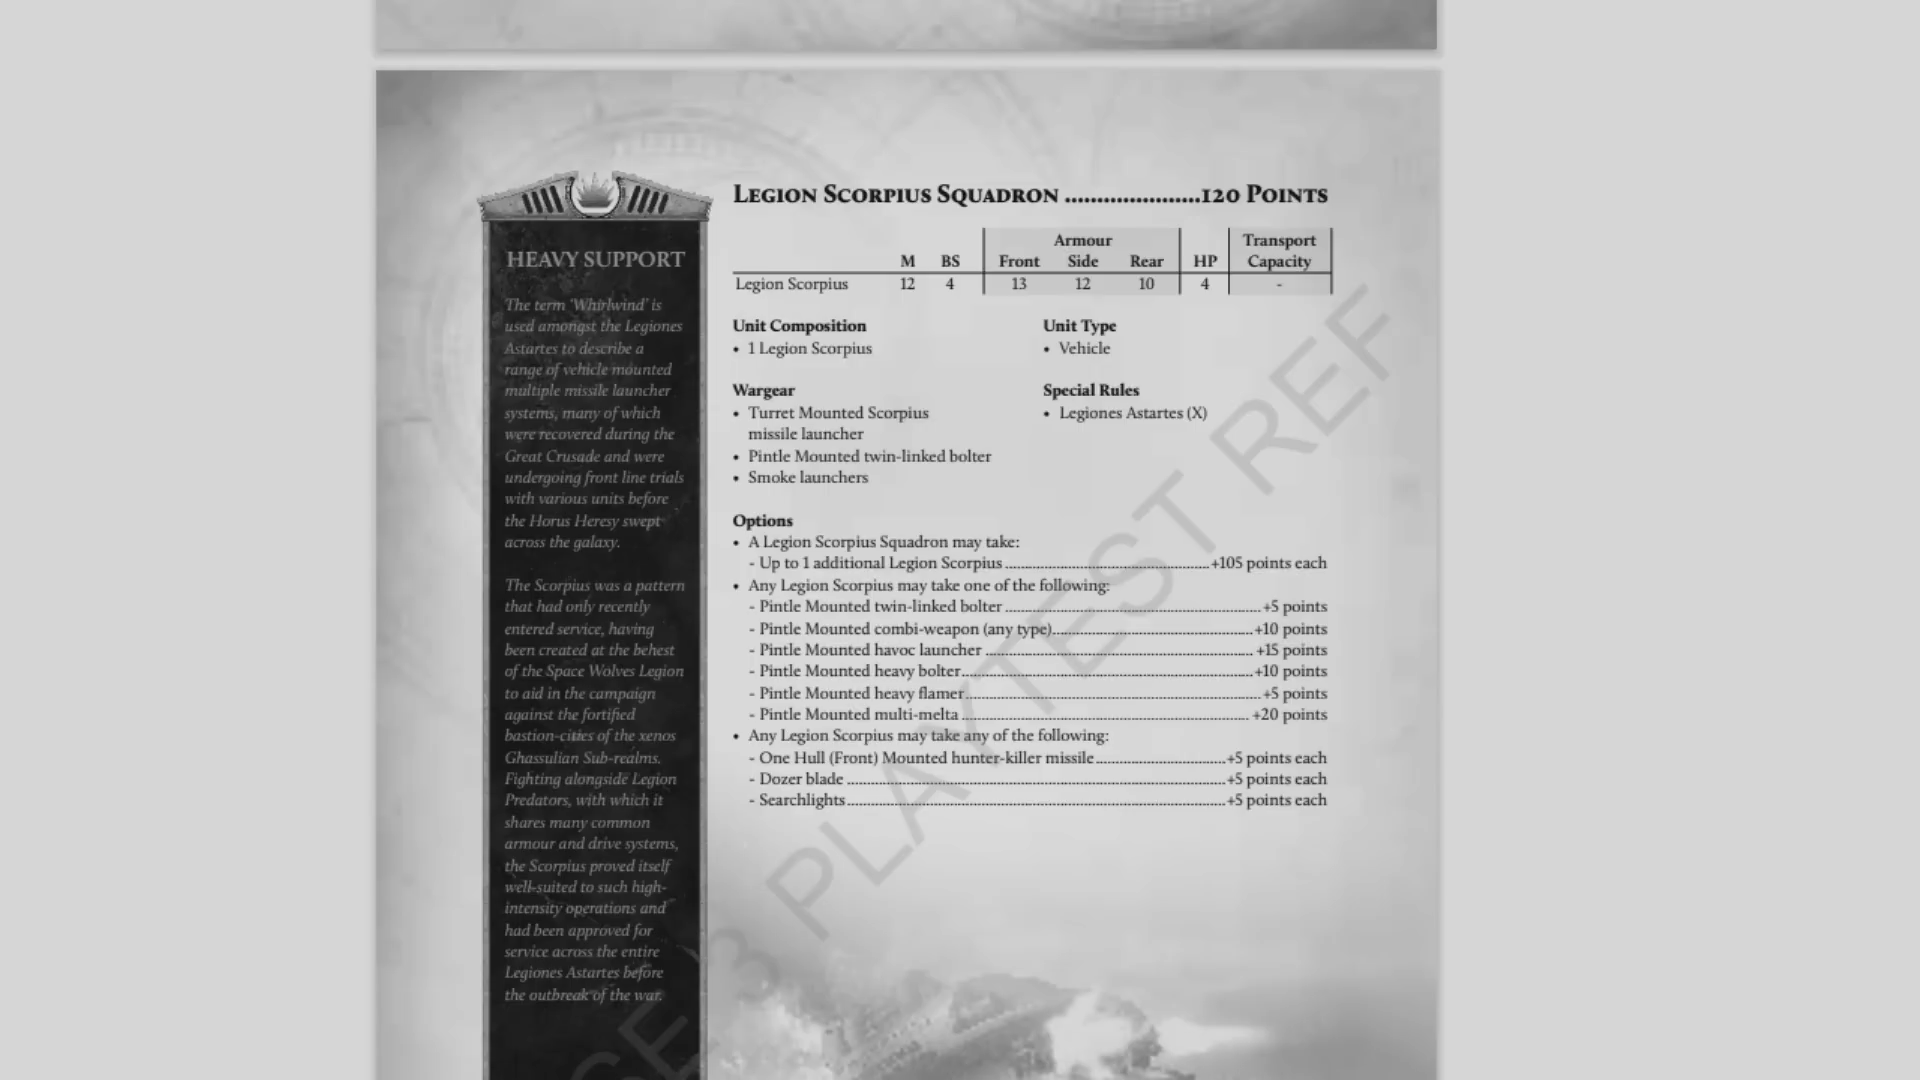 LEGION SCORPIUS SQUADRON .....................120 POINTS
Armour
Transport
M BS Front Side Rear HP Capacity
Legion Scorpius 12 4 13 12 10 4 -
Unit Composition
• 1 Legion Scorpius
Unit Type
• Vehicle
Wargear
• Turret Mounted Scorpius
missile launcher
• Pintle Mounted twin-linked bolter
• Smoke launchers
Special Rules
• Legiones Astartes (X)
Options
• A Legion Scorpius Squadron may take:
- Up to 1 additional Legion Scorpius ..... +105 points each
• Any Legion Scorpius may take one of the following:
- Pintle Mounted twin-linked bolter ..... +5 points
- Pintle Mounted combi-weapon (any type)..... +10 points
- Pintle Mounted havoc launcher ..... +15 points
- Pintle Mounted heavy bolter..... +10 points
- Pintle Mounted heavy flamer..... +5 points
- Pintle Mounted multi-melta ..... +20 points
• Any Legion Scorpius may take any of the following:
- One Hull (Front) Mounted hunter-killer missile..... +5 points each
- Dozer blade ..... +5 points each
- Searchlights..... +5 points each
HEAVY SUPPORT
The term 'Whirlwind' is
used amongst the Legiones
Astartes to describe a
range of vehicle mounted
multiple missile launcher
systems, many of which
were recovered during the
Great Crusade and were
undergoing front line trials
with various units before
the Horus Heresy swept
across the galaxy.
The Scorpius was a pattern
that had only recently
entered service, having
been created at the behest
of the Space Wolves Legion
to aid in the campaign
against the fortified
bastion-cities of the xenos
Ghassulian Sub-realms.
Fighting alongside Legion
Predators, with which it
shares many common
armour and drive systems,
the Scorpius proved itself
well-suited to such high-
intensity operations and
had been approved for
service across the entire
Legiones Astartes before
the outbreak of the war.
3 PLAYTEST REF